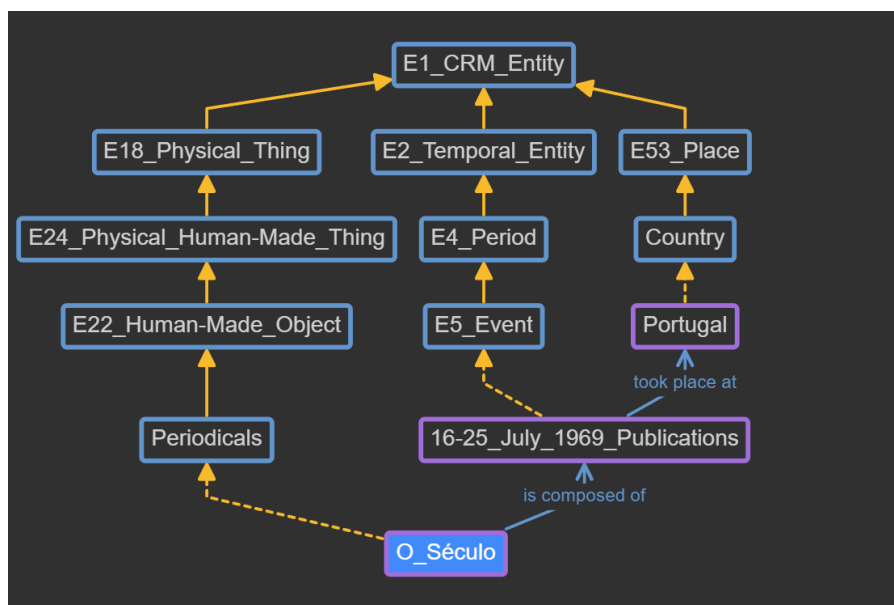 E1_CRM_Entity
E18_Physical_Thing
E2_Temporal_Entity
E53_Place
E24_Physical_Human-Made_Thing
E4_Period
Country
E22_Human-Made_Object
E5_Event
Portugal
took place at
Periodicals
16-25_July_1969_Publications
is composed of
O_Século